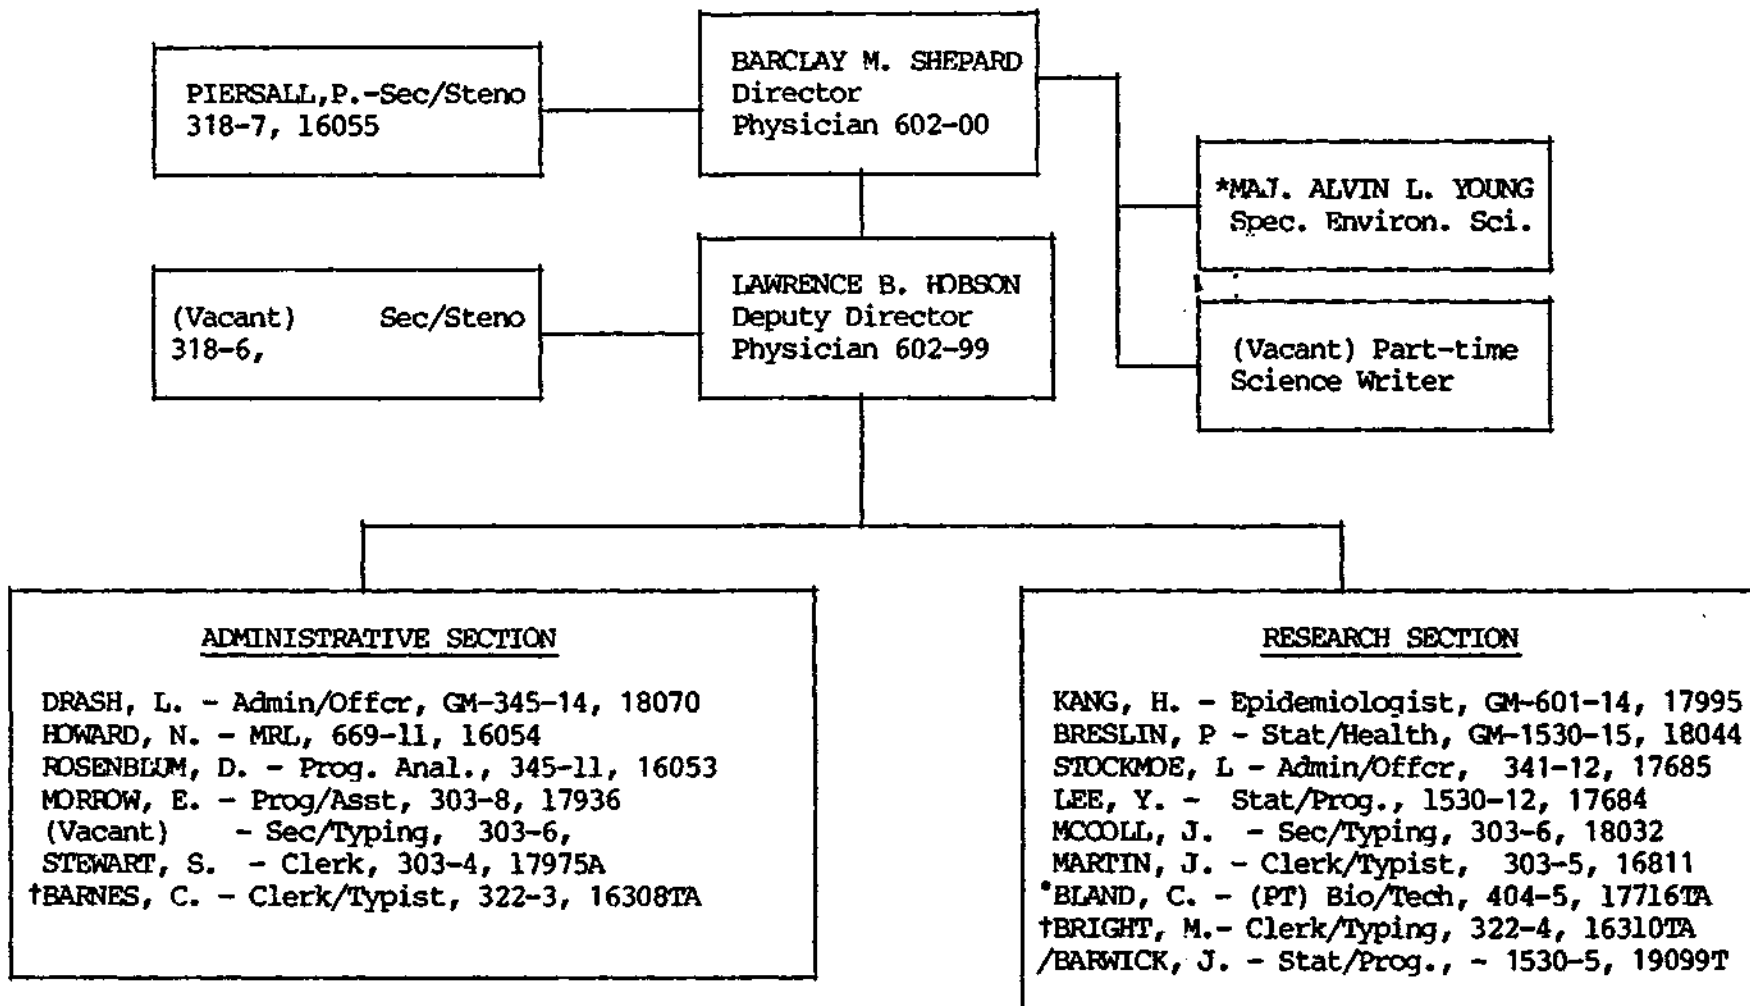 BARCLAY M. SHEPARD
Director
Physician 602-00
PIERSALL,P.-Sec/Steno
318-7, 16055
*MAJ. ALVIN L. YOUNG
Spec. Environ. Sci.
LAWRENCE B. HOBSON
Deputy Director
Physician 602-99
(Vacant) Sec/Steno
318-6,
(Vacant) Part-time
Science Writer
ADMINISTRATIVE SECTION
DRASH, L. - Admin/Offcr, GM-345-14, 18070
HOWARD, N. - MRL, 669-11, 16054
ROSENBLUM, D. - Prog. Anal., 345-11, 16053
MORROW, E. - Prog/Asst, 303-8, 17936
(Vacant) - Sec/Typing, 303-6,
STEWART, S. - Clerk, 303-4, 17975A
†BARNES, C. - Clerk/Typist, 322-3, 16308TA
RESEARCH SECTION
KANG, H. - Epidemiologist, GM-601-14, 17995
BRESLIN, P - Stat/Health, GM-1530-15, 18044
STOCKMOE, L - Admin/Offcr, 341-12, 17685
LEE, Y. - Stat/Prog., 1530-12, 17684
MCCOLL, J. - Sec/Typing, 303-6, 18032
MARTIN, J. - Clerk/Typist, 303-5, 16811
*BLAND, C. - (PT) Bio/Tech, 404-5, 17716TA
†BRIGHT, M.- Clerk/Typing, 322-4, 16310TA
/BARWICK, J. - Stat/Prog., - 1530-5, 19099T